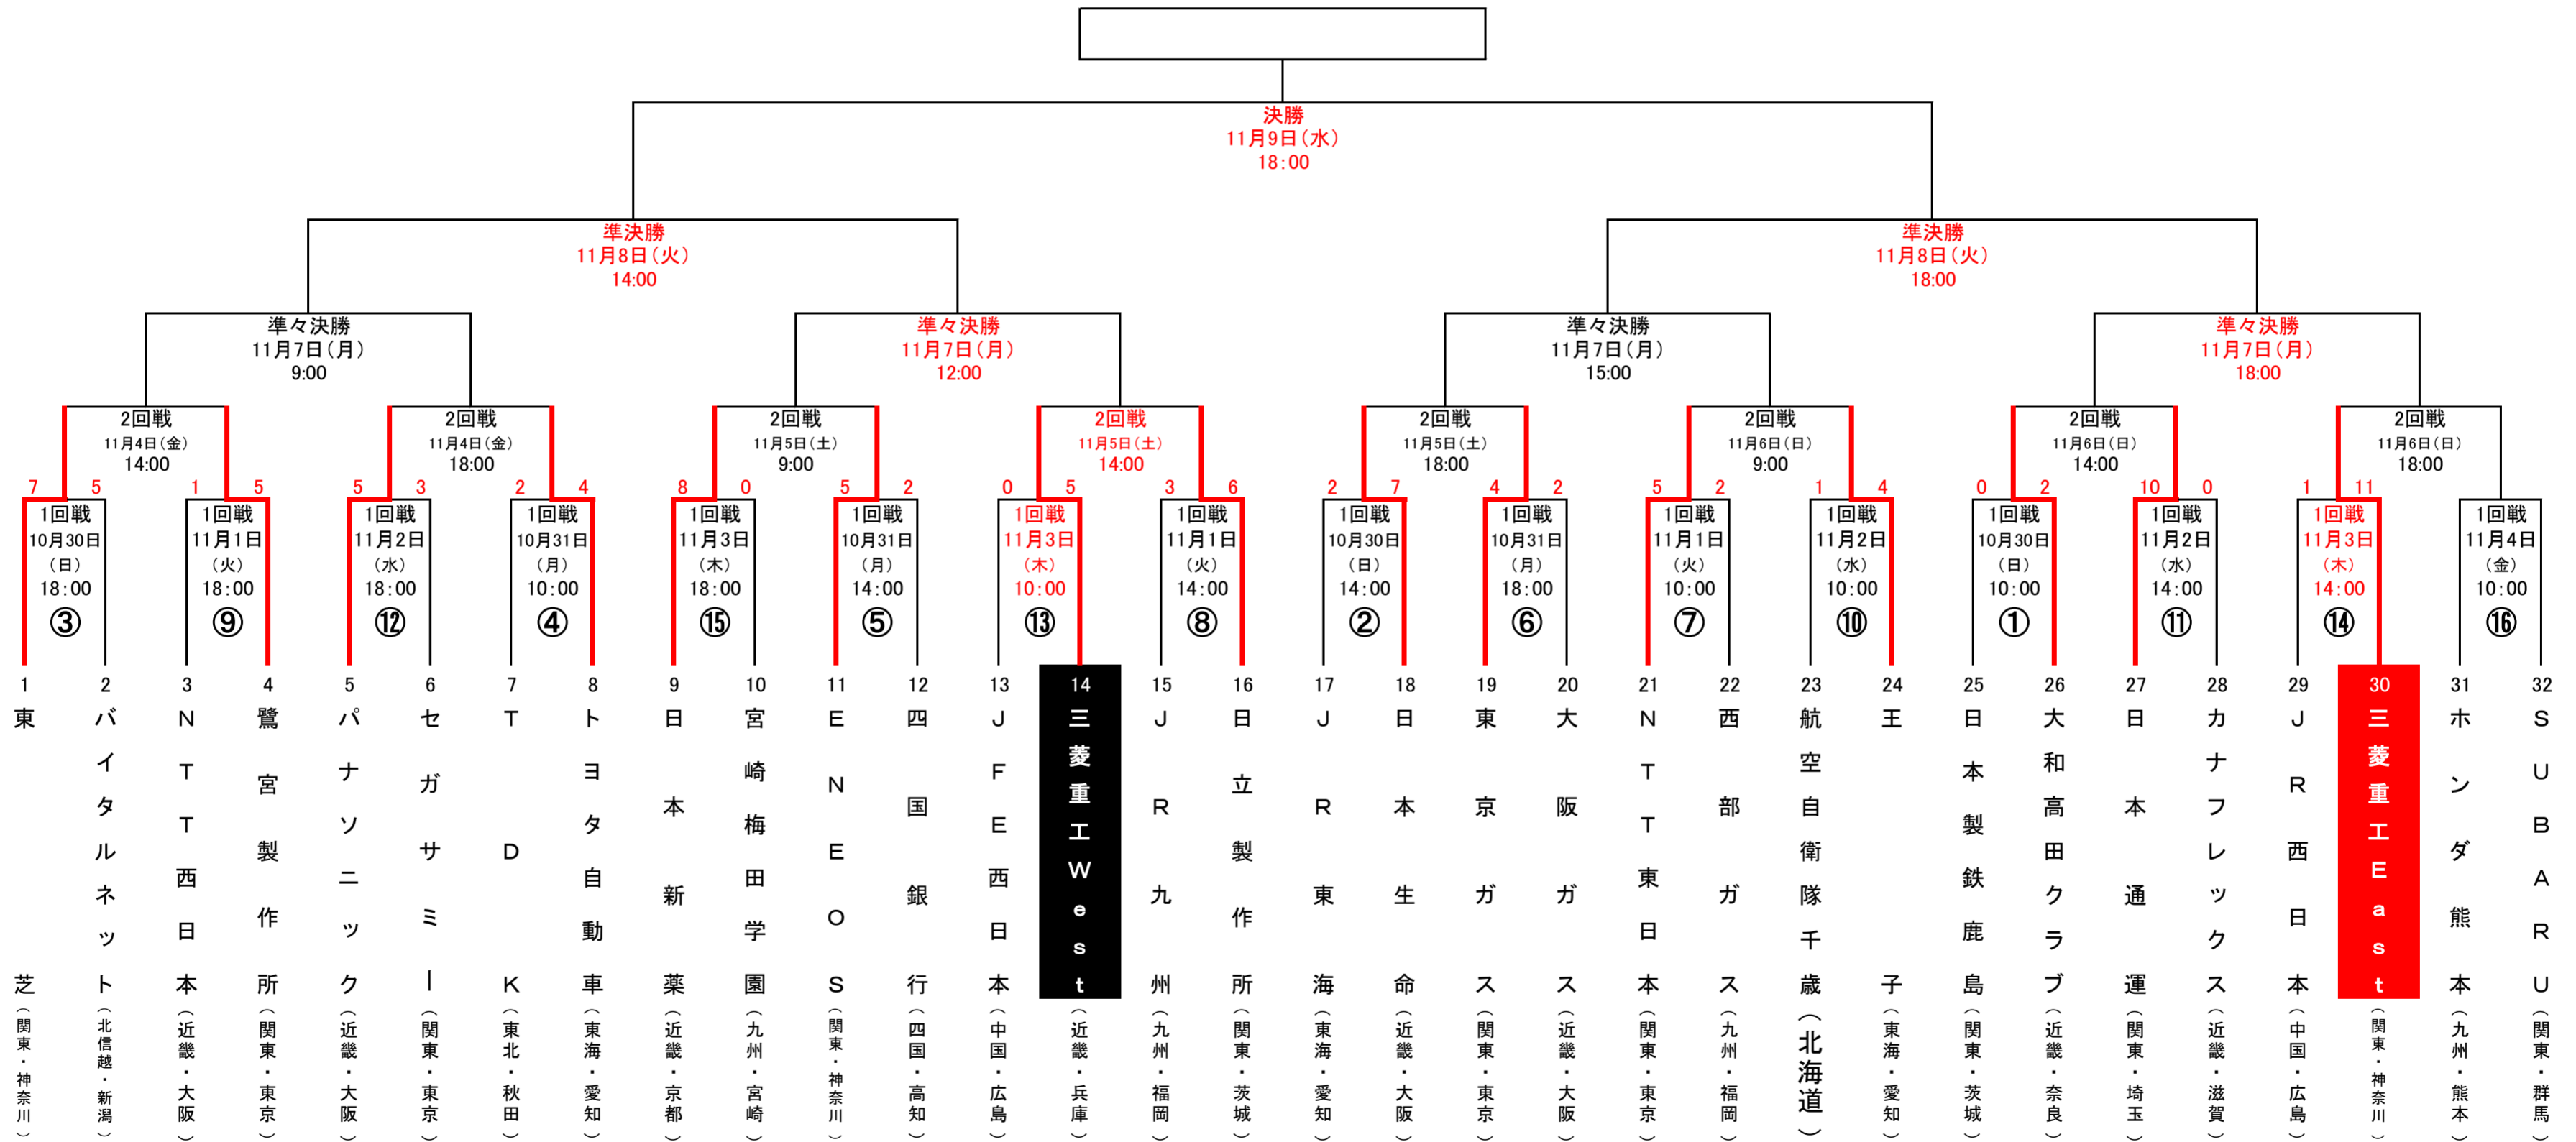 決勝
11月9日(水)
18:00
準決勝
11月8日(火)
14:00
準決勝
11月8日(火)
18:00
準々決勝
11月7日(月)
9:00
準々決勝
11月7日(月)
12:00
準々決勝
11月7日(月)
15:00
準々決勝
11月7日(月)
18:00
2回戦
11月4日(金)
14:00
2回戦
11月4日(金)
18:00
2回戦
11月5日(土)
9:00
2回戦
11月5日(土)
14:00
2回戦
11月5日(土)
18:00
2回戦
11月6日(日)
9:00
2回戦
11月6日(日)
14:00
2回戦
11月6日(日)
18:00
7 5
1回戦
10月30日
(日)
18:00
③
1 5
1回戦
11月1日
(火)
18:00
⑨
5 3
1回戦
11月2日
(水)
18:00
⑫
2 4
1回戦
10月31日
(月)
10:00
④
8 0
1回戦
11月3日
(木)
18:00
⑮
5 2
1回戦
10月31日
(月)
14:00
⑤
0 5
1回戦
11月3日
(木)
10:00
⑬
3 6
1回戦
11月1日
(火)
14:00
⑧
2 7
1回戦
10月30日
(日)
14:00
②
4 2
1回戦
10月31日
(月)
18:00
⑥
5 2
1回戦
11月1日
(火)
10:00
⑦
1 4
1回戦
11月2日
(水)
10:00
⑩
0 2
1回戦
10月30日
(日)
10:00
①
10 0
1回戦
11月2日
(水)
14:00
⑪
1 11
1回戦
11月3日
(木)
14:00
⑭
1回戦
11月4日
(金)
10:00
⑯
1
東芝(関東・神奈川)
2
バイタルネット(北信越・新潟)
3
NTT西日本(近畿・大阪)
4
鷺宮製作所(関東・東京)
5
パナソニック(近畿・大阪)
6
セガサミー(関東・東京)
7
TDK(東北・秋田)
8
トヨタ自動車(東海・愛知)
9
日本新薬(近畿・京都)
10
宮崎梅田学園(九州・宮崎)
11
ENEOS(関東・神奈川)
12
四国銀行(四国・高知)
13
JFE西日本(中国・広島)
14
三菱重工West(近畿・兵庫)
15
JR九州(九州・福岡)
16
日立製作所(関東・茨城)
17
JR東海(東海・愛知)
18
日本生命(近畿・大阪)
19
東京ガス(関東・東京)
20
大阪ガス(近畿・大阪)
21
NTT東日本(関東・東京)
22
西部ガス(九州・福岡)
23
航空自衛隊千歳(北海道)
24
王子(東海・愛知)
25
日本製鉄鹿島(関東・茨城)
26
大和高田クラブ(近畿・奈良)
27
日本通運(関東・埼玉)
28
カナフレックス(近畿・滋賀)
29
JR西日本(中国・広島)
30
三菱重工East(関東・神奈川)
31
ホンダ熊本(九州・熊本)
32
SUBARU(関東・群馬)